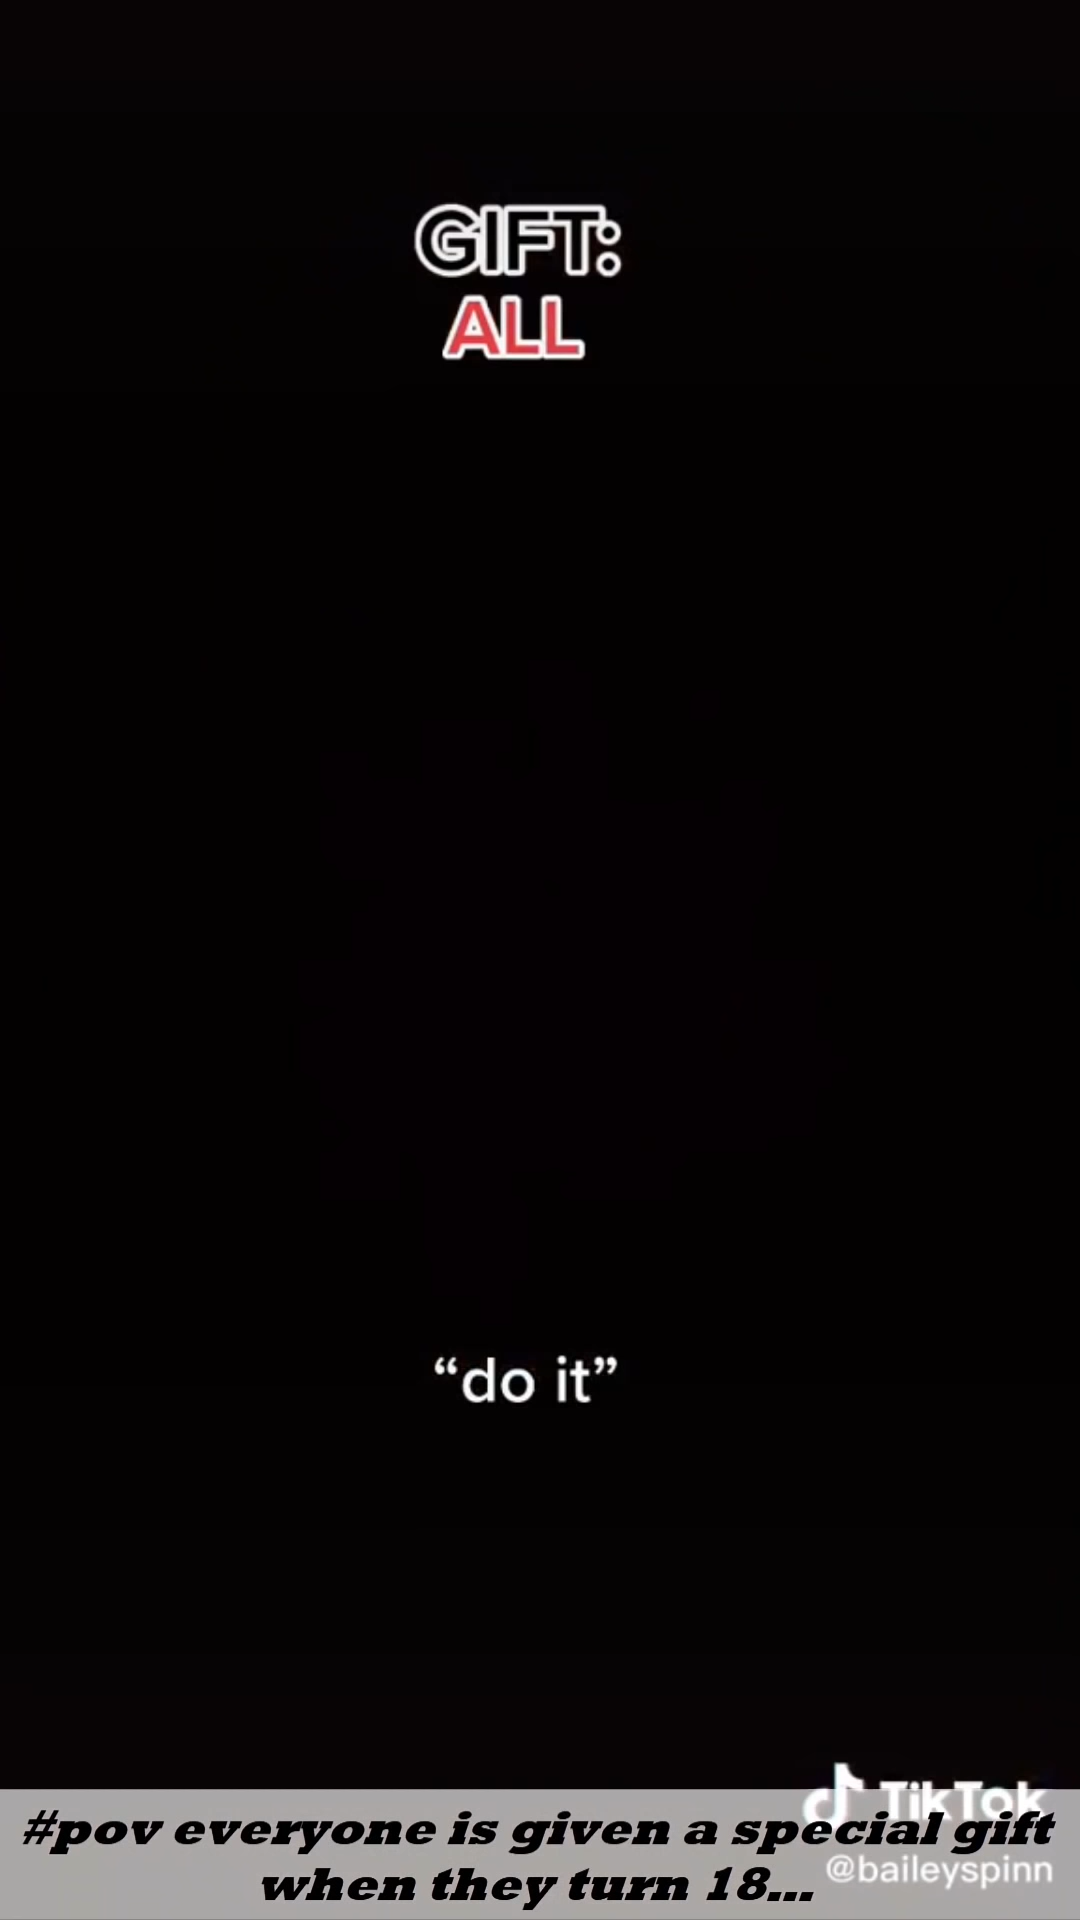 GIFT:
ALL
“do it”
TikTok
#pov everyone is given a special gift
@baileyspinn
when they turn 18...